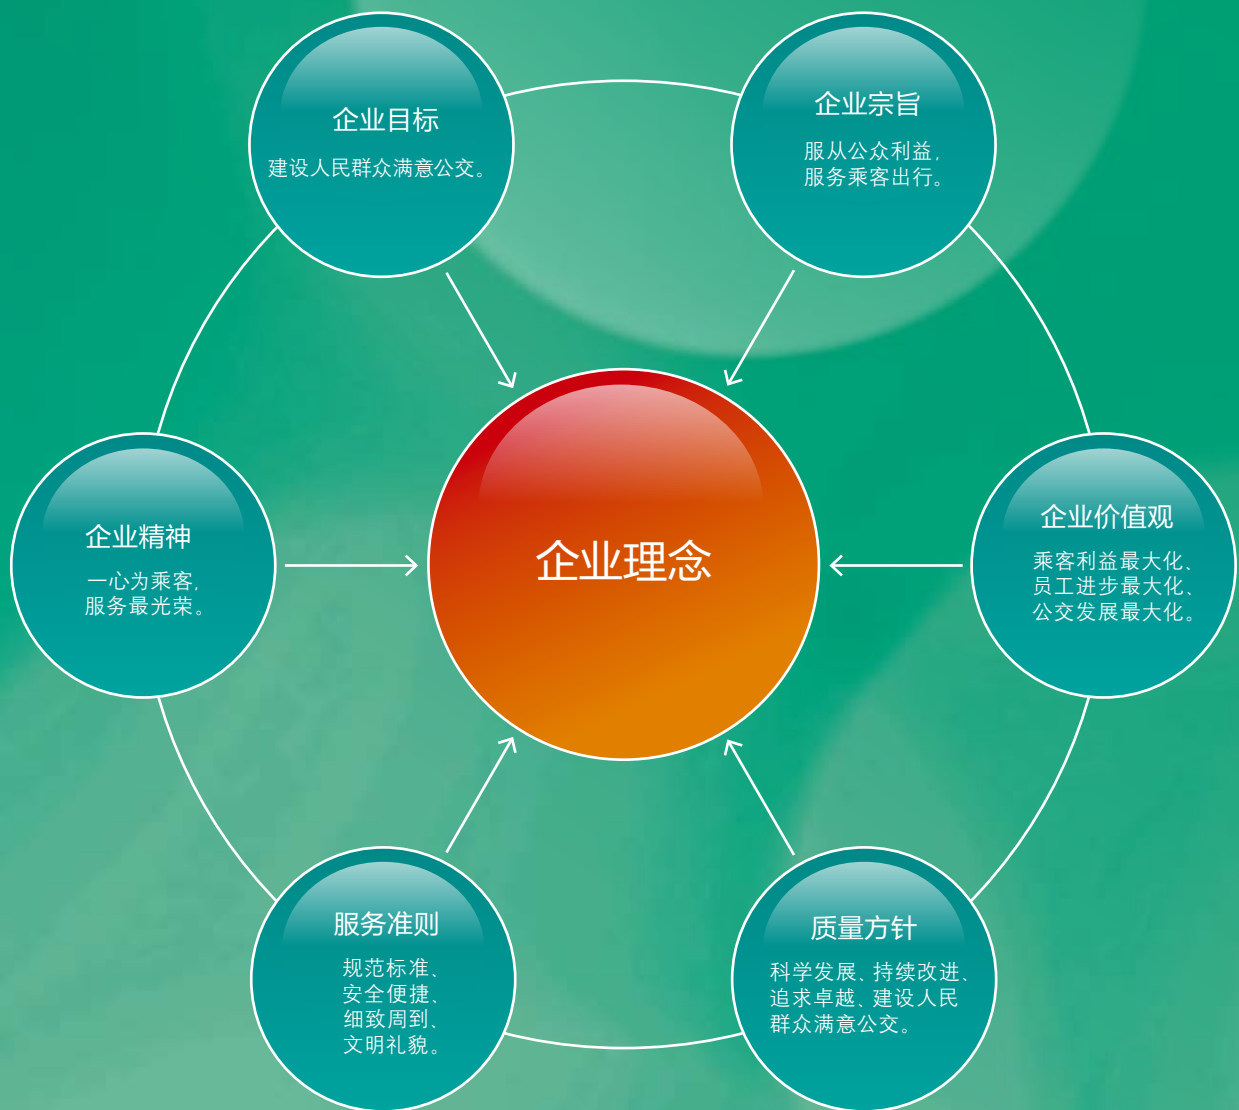 企业目标
建设人民群众满意公交。
企业宗旨
服从公众利益,
服务乘客出行。
企业精神
一心为乘客,
服务最光荣。
企业理念
企业价值观
乘客利益最大化、
员工进步最大化、
公交发展最大化。
服务准则
规范标准、
安全便捷、
细致周到、
文明礼貌。
质量方针
科学发展、持续改进、
追求卓越、建设人民
群众满意公交。